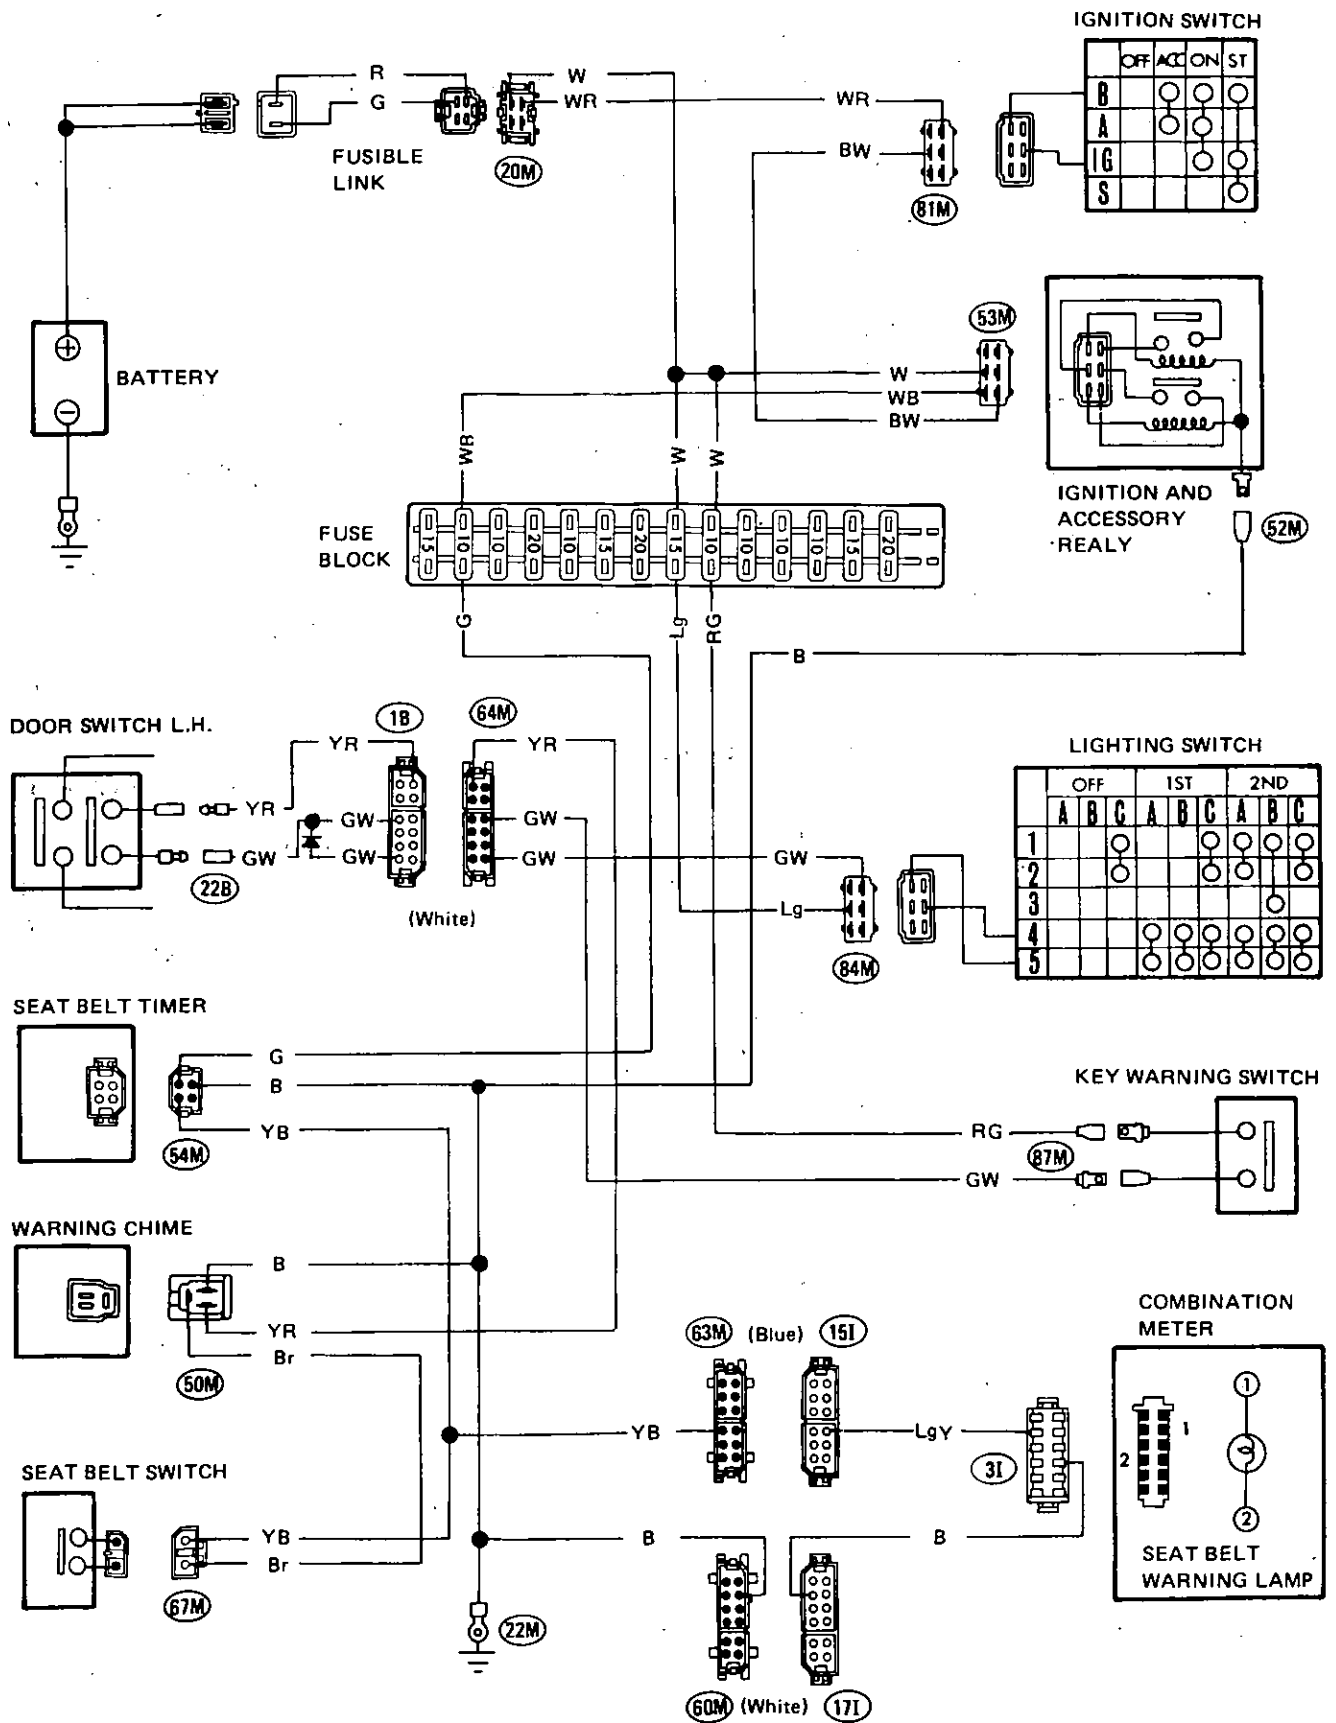 IGNITION SWITCH
OFF ACC ON ST
B
A
IG
S
R
G
W
WR
WR
BW
FUSIBLE
LINK
20M
81M
53M
BATTERY
W
WB
BW
WB
W
W
IGNITION AND
ACCESSORY
REALY
52M
FUSE
BLOCK
15 10 10 20 10 15 20 15 10 10 10 10 15 20
G
Lg
RG
B
DOOR SWITCH L.H.
1B
64M
YR
YR
YR
GW
GW
GW
GW
GW
22B
(White)
LIGHTING SWITCH
OFF 1ST 2ND
A B C A B C A B C
1
2
3
4
5
GW
Lg
84M
SEAT BELT TIMER
G
B
YB
54M
KEY WARNING SWITCH
RG
87M
GW
WARNING CHIME
B
YR
Br
50M
63M (Blue) 15I
YB
LgY
3I
COMBINATION
METER
1
1
2
2
SEAT BELT
WARNING LAMP
SEAT BELT SWITCH
YB
Br
67M
B
B
22M
60M (White) 17I